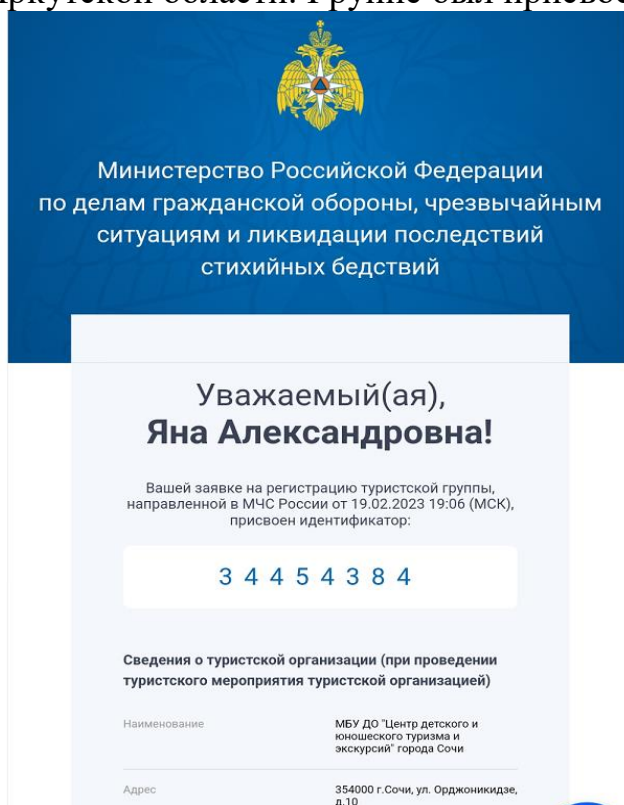 Министерство Российской Федерации
по делам гражданской обороны, чрезвычайным
ситуациям и ликвидации последствий
стихийных бедствий
Уважаемый(ая),
Яна Александровна!
Вашей заявке на регистрацию туристской группы,
направленной в МЧС России от 19.02.2023 19:06 (МСК),
присвоен идентификатор:
3 4 4 5 4 3 8 4
Сведения о туристской организации (при проведении
туристского мероприятия туристской организацией)
Наименование
МБУ ДО "Центр детского и
юношеского туризма и
экскурсий" города Сочи
Адрес
354000 г.Сочи, ул. Орджоникидзе,
д.10